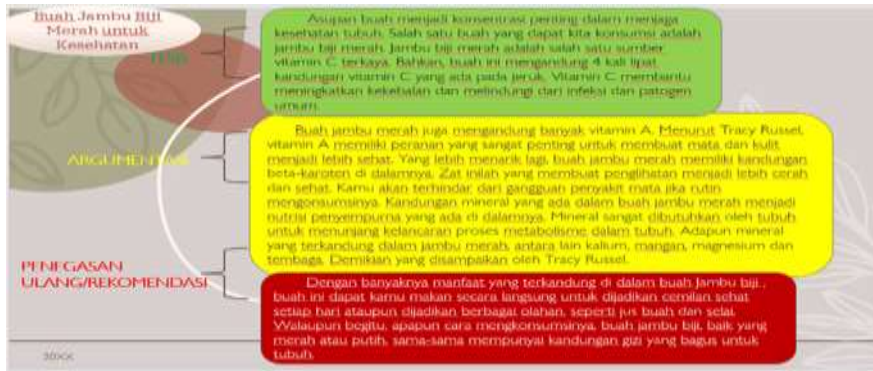 Buah Jambu Biji
Merah untuk
Kesehatan
TESIS
Asupan buah menjadi konsentrasi penting dalam menjaga
kesehatan tubuh. Salah satu buah yang dapat kita konsumsi adalah
jambu biji merah. Jambu biji merah adalah salah satu sumber
vitamin C terkaya. Bahkan, buah ini mengandung 4 kali lipat
kandungan vitamin C yang ada pada jeruk. Vitamin C membantu
meningkatkan kekebalan dan melindungi dari infeksi dan patogen
umum.
ARGUMENTASI
Buah jambu merah juga mengandung banyak vitamin A. Menurut Tracy Russel,
vitamin A memiliki peranan yang sangat penting untuk membuat mata dan kulit
menjadi lebih sehat. Yang lebih menarik lagi, buah jambu merah memiliki kandungan
beta-karoten di dalamnya. Zat inilah yang membuat penglihatan menjadi lebih cerah
dan sehat. Kamu akan terhindar dari gangguan penyakit mata jika rutin
mengonsumsinya. Kandungan mineral yang ada dalam buah jambu merah menjadi
nutrisi penyempurna yang ada di dalamnya. Mineral sangat dibutuhkan oleh tubuh
untuk menunjang kelancaran proses metabolisme dalam tubuh. Adapun mineral
yang terkandung dalam jambu merah, antara lain kalium, mangan, magnesium dan
tembaga. Demikian yang disampaikan oleh Tracy Russel.
PENEGASAN
ULANG/REKOMENDASI
Dengan banyaknya manfaat yang terkandung di dalam buah Jambu biji ,
buah ini dapat kamu makan secara langsung untuk dijadikan cemilan sehat
setiap hari ataupun dijadikan berbagai olahan, seperti jus buah dan selai.
Walaupun begitu, apapun cara mengkonsumsinya, buah jambu biji, baik yang
merah atau putih, sama-sama mempunyai kandungan gizi yang bagus untuk
tubuh.
20XX